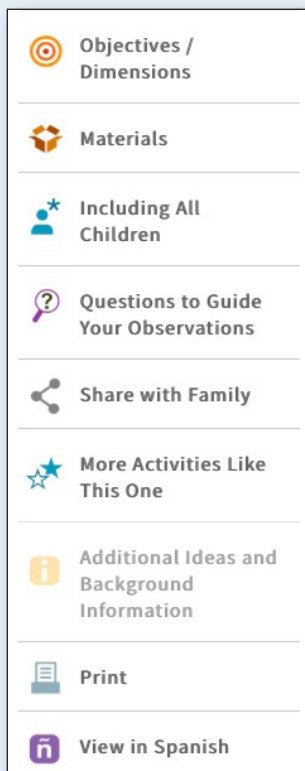 Objectives /
Dimensions
Materials
Including All
Children
Questions to Guide
Your Observations
Share with Family
More Activities Like
This One
Additional Ideas and
Background
Information
Print
View in Spanish